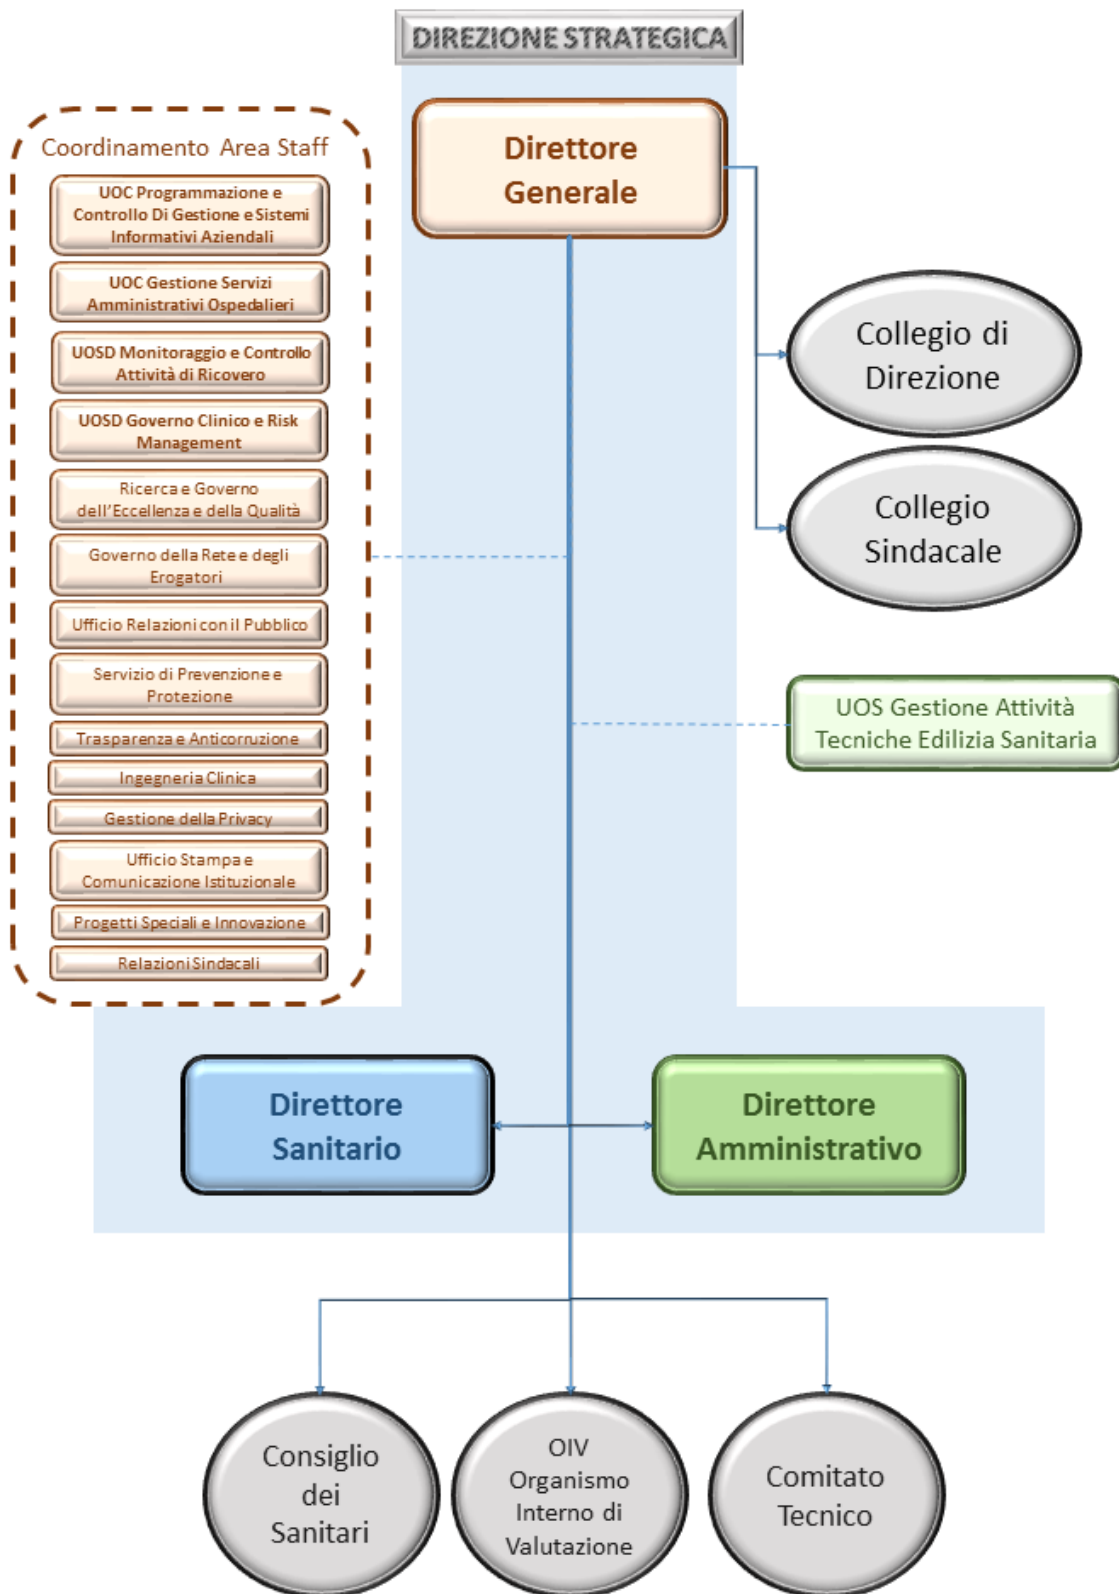 DIREZIONE STRATEGICA
Direttore
Generale
Coordinamento Area Staff
UOC Programmazione e
Controllo Di Gestione e Sistemi
Informativi Aziendali
UOC Gestione Servizi
Amministrativi Ospedalieri
UOSD Monitoraggio e Controllo
Attività di Ricovero
UOSD Governo Clinico e Risk
Management
Ricerca e Governo
dell'Eccellenza e della Qualità
Governo della Rete e degli
Erogatori
Ufficio Relazioni con il Pubblico
Servizio di Prevenzione e
Protezione
Trasparenza e Anticorruzione
Ingegneria Clinica
Gestione della Privacy
Ufficio Stampa e
Comunicazione Istituzionale
Progetti Speciali e Innovazione
Relazioni Sindacali
Collegio di
Direzione
Collegio
Sindacale
UOS Gestione Attività
Tecniche Edilizia Sanitaria
Direttore
Sanitario
Direttore
Amministrativo
Consiglio
dei
Sanitari
OIV
Organismo
Interno di
Valutazione
Comitato
Tecnico